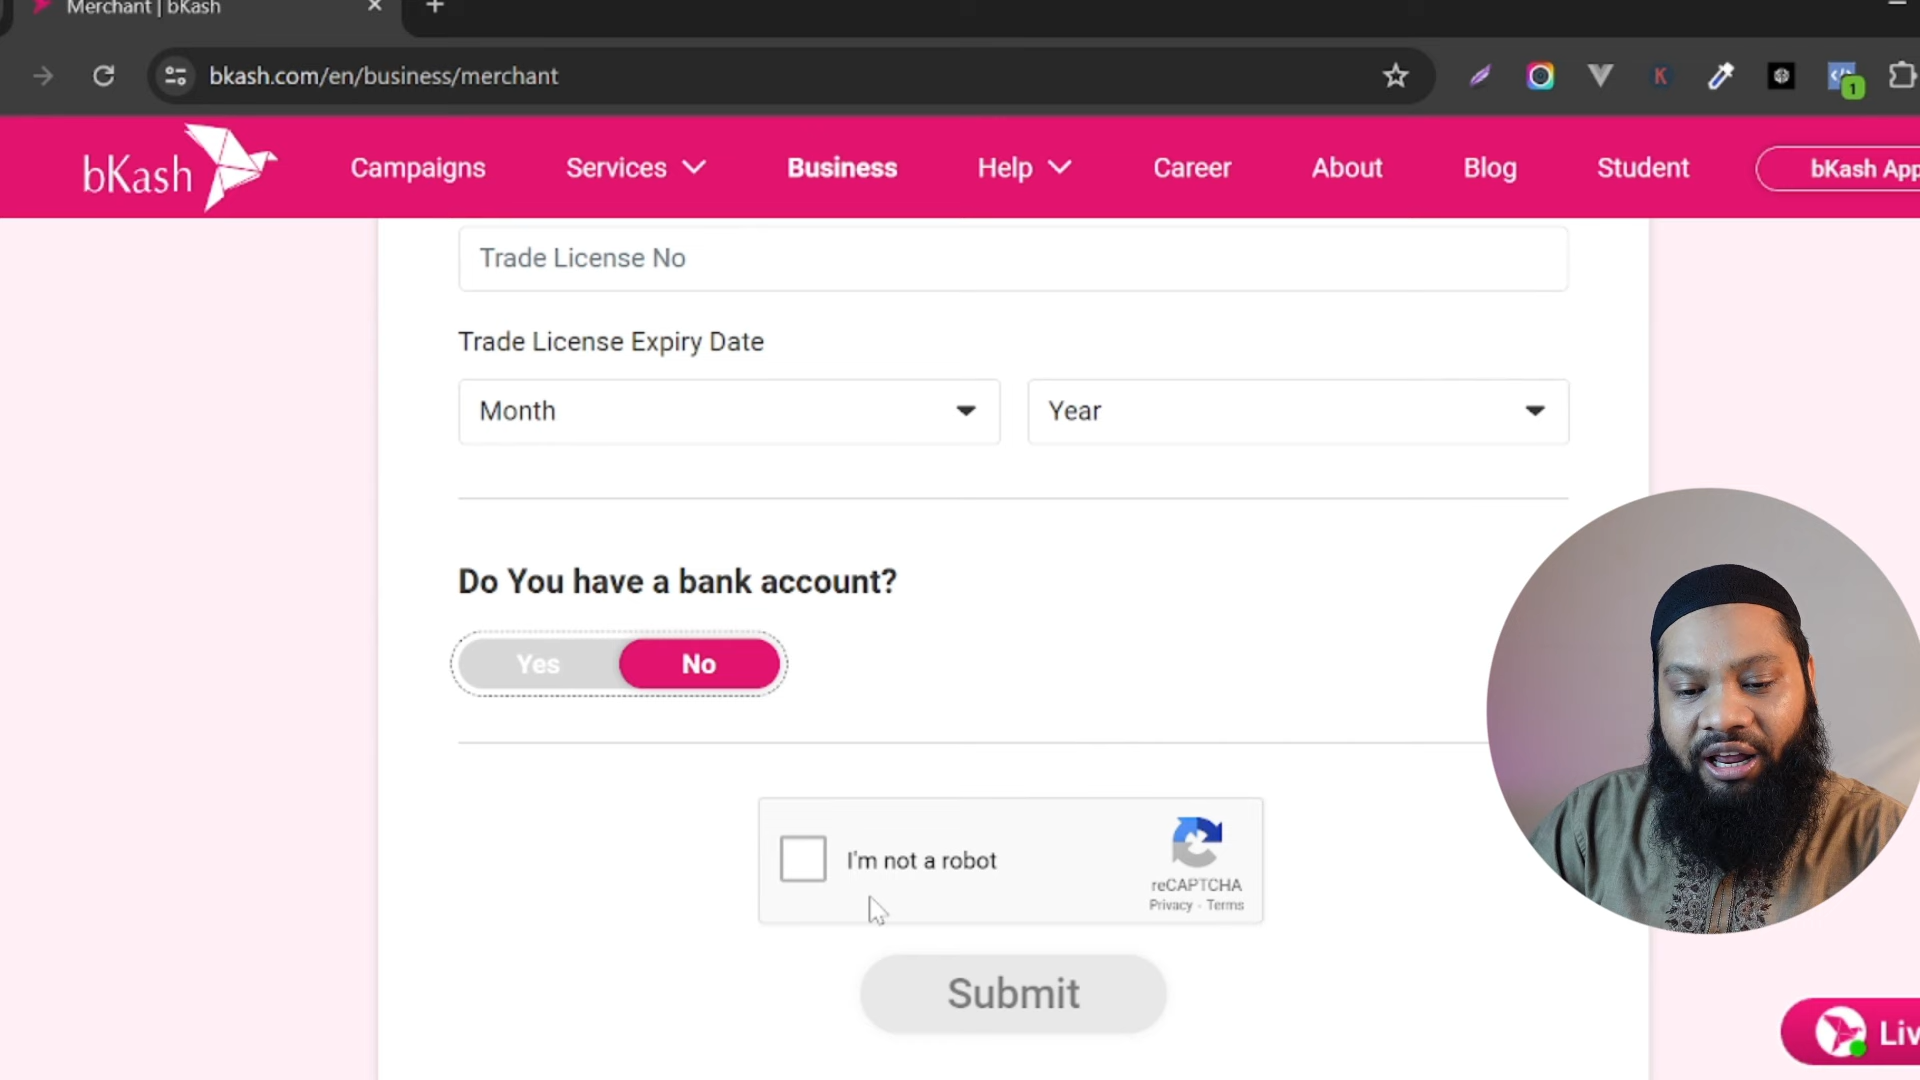 Merchant | bKash
bkash.com/en/business/merchant
K
1
bKash
Campaigns
Services
Business
Help
Career
About
Blog
Student
bKash App
Trade License No
Trade License Expiry Date
Month
Year
Do You have a bank account?
Yes
No
I'm not a robot
reCAPTCHA
Privacy - Terms
Submit
Liv